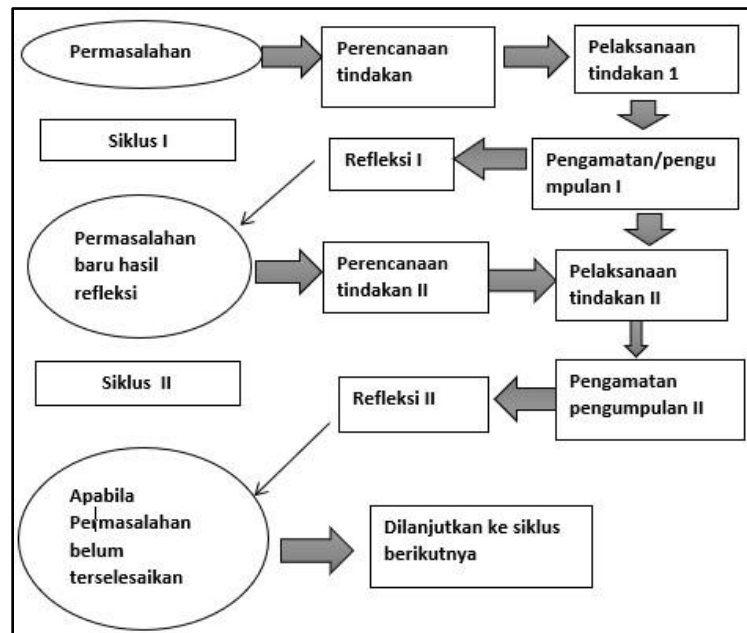 Permasalahan
Perencanaan
tindakan
Pelaksanaan
tindakan 1
Siklus I
Refleksi I
Pengamatan/pengu
mpulan I
Permasalahan
baru hasil
refleksi
Perencanaan
tindakan II
Pelaksanaan
tindakan II
Siklus II
Refleksi II
Pengamatan
pengumpulan II
Apabila
Permasalahan
belum
terselesaikan
Dilanjutkan ke siklus
berikutnya